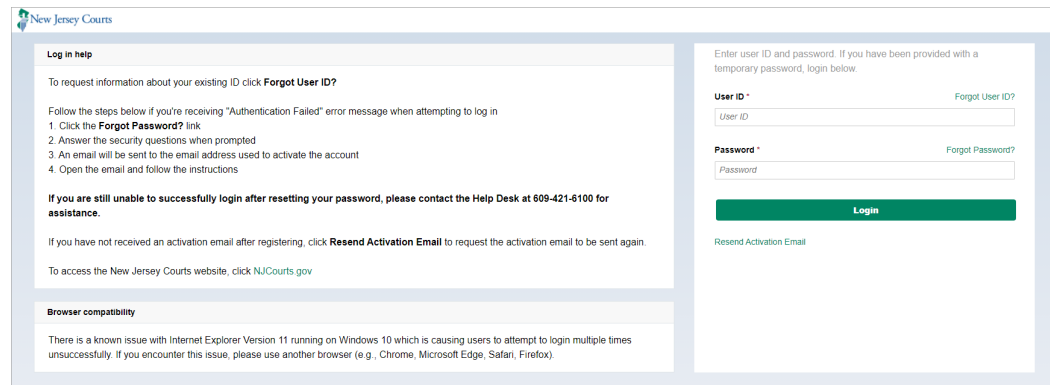 New Jersey Courts
Log in help
To request information about your existing ID click Forgot User ID?
Follow the steps below if you're receiving "Authentication Failed" error message when attempting to log in
1. Click the Forgot Password? link
2. Answer the security questions when prompted
3. An email will be sent to the email address used to activate the account
4. Open the email and follow the instructions
If you are still unable to successfully login after resetting your password, please contact the Help Desk at 609-421-6100 for
assistance.
If you have not received an activation email after registering, click Resend Activation Email to request the activation email to be sent again.
To access the New Jersey Courts website, click NJCourts.gov
Browser compatibility
There is a known issue with Internet Explorer Version 11 running on Windows 10 which is causing users to attempt to login multiple times
unsuccessfully. If you encounter this issue, please use another browser (e.g., Chrome, Microsoft Edge, Safari, Firefox).
Enter user ID and password. If you have been provided with a
temporary password, login below.
User ID * Forgot User ID?
User ID
Password * Forgot Password?
Password
Login
Resend Activation Email